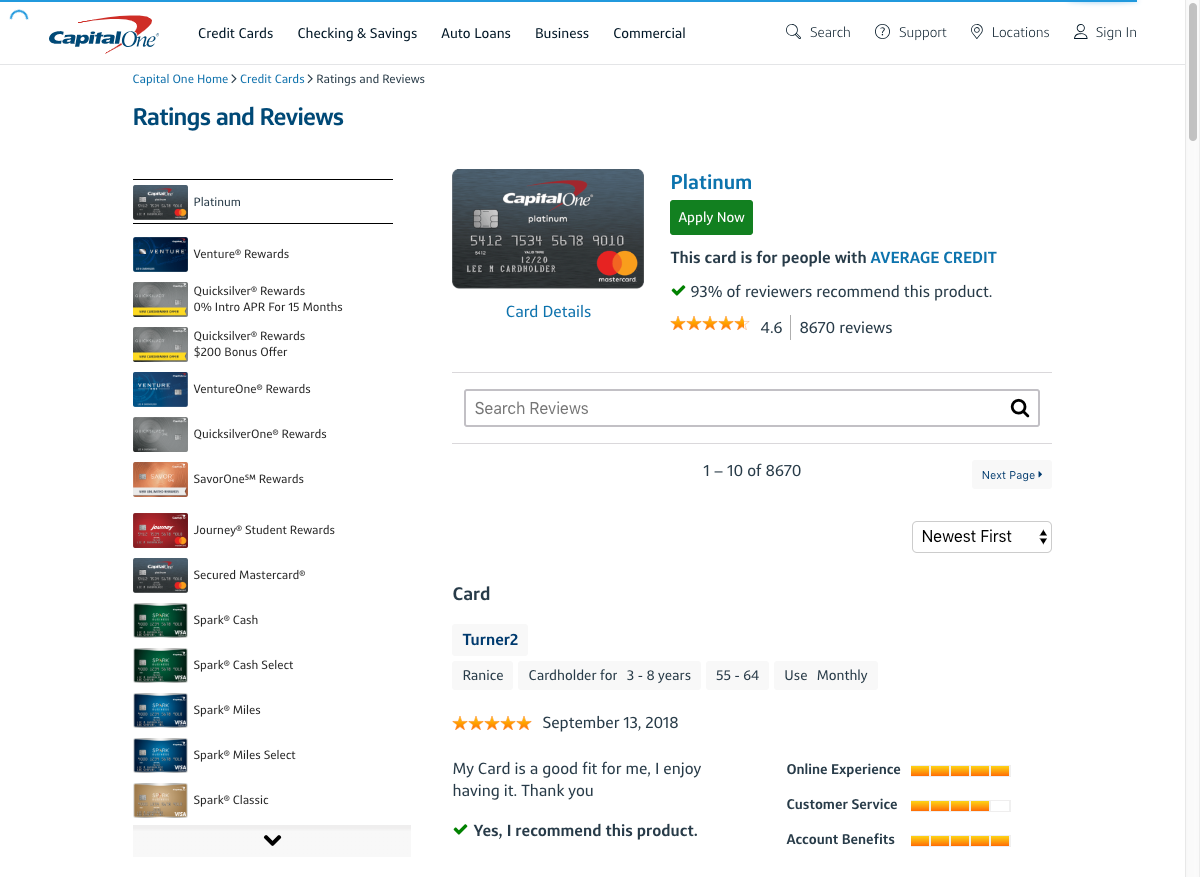 Capital One
Credit Cards
Checking & Savings
Auto Loans
Business
Commercial
Search
Support
Locations
Sign In
Capital One Home > Credit Cards > Ratings and Reviews
Ratings and Reviews
Platinum
Venture® Rewards
Quicksilver® Rewards
0% Intro APR For 15 Months
Quicksilver® Rewards
$200 Bonus Offer
VentureOne® Rewards
QuicksilverOne® Rewards
SavorOne℠ Rewards
Journey® Student Rewards
Secured Mastercard®
Spark® Cash
Spark® Cash Select
Spark® Miles
Spark® Miles Select
Spark® Classic
Capital One
platinum
5412 7534 5678 9010
5412
VALID THRU
12/20
LEE M CARDHOLDER
mastercard
Card Details
Platinum
Apply Now
This card is for people with AVERAGE CREDIT
93% of reviewers recommend this product.
4.6
8670 reviews
Search Reviews
1 – 10 of 8670
Next Page
Newest First
Card
Turner2
Ranice
Cardholder for 3 - 8 years
55 - 64
Use Monthly
September 13, 2018
My Card is a good fit for me, I enjoy
having it. Thank you
Yes, I recommend this product.
Online Experience
Customer Service
Account Benefits